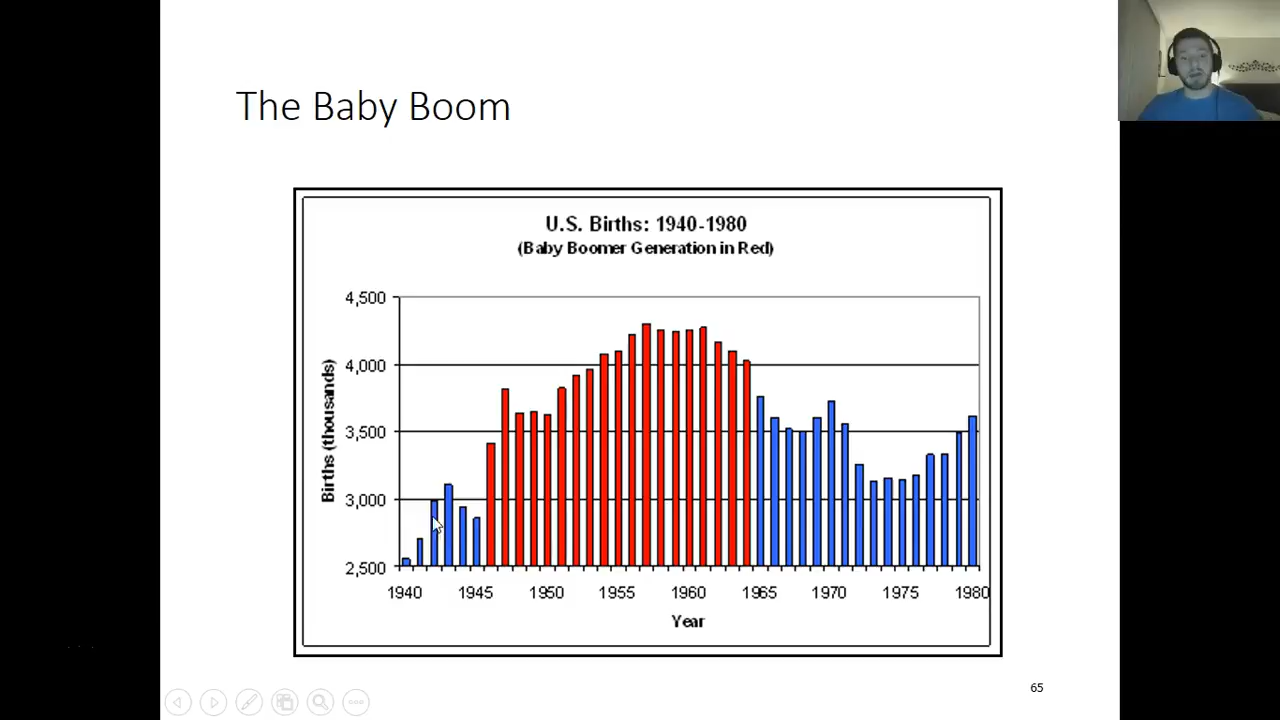 The Baby Boom
U.S. Births: 1940-1980
(Baby Boomer Generation in Red)
4,500
4,000
3,500
3,000
2,500
Births (thousands)
1940 1945 1950 1955 1960 1965 1970 1975 1980
Year
65